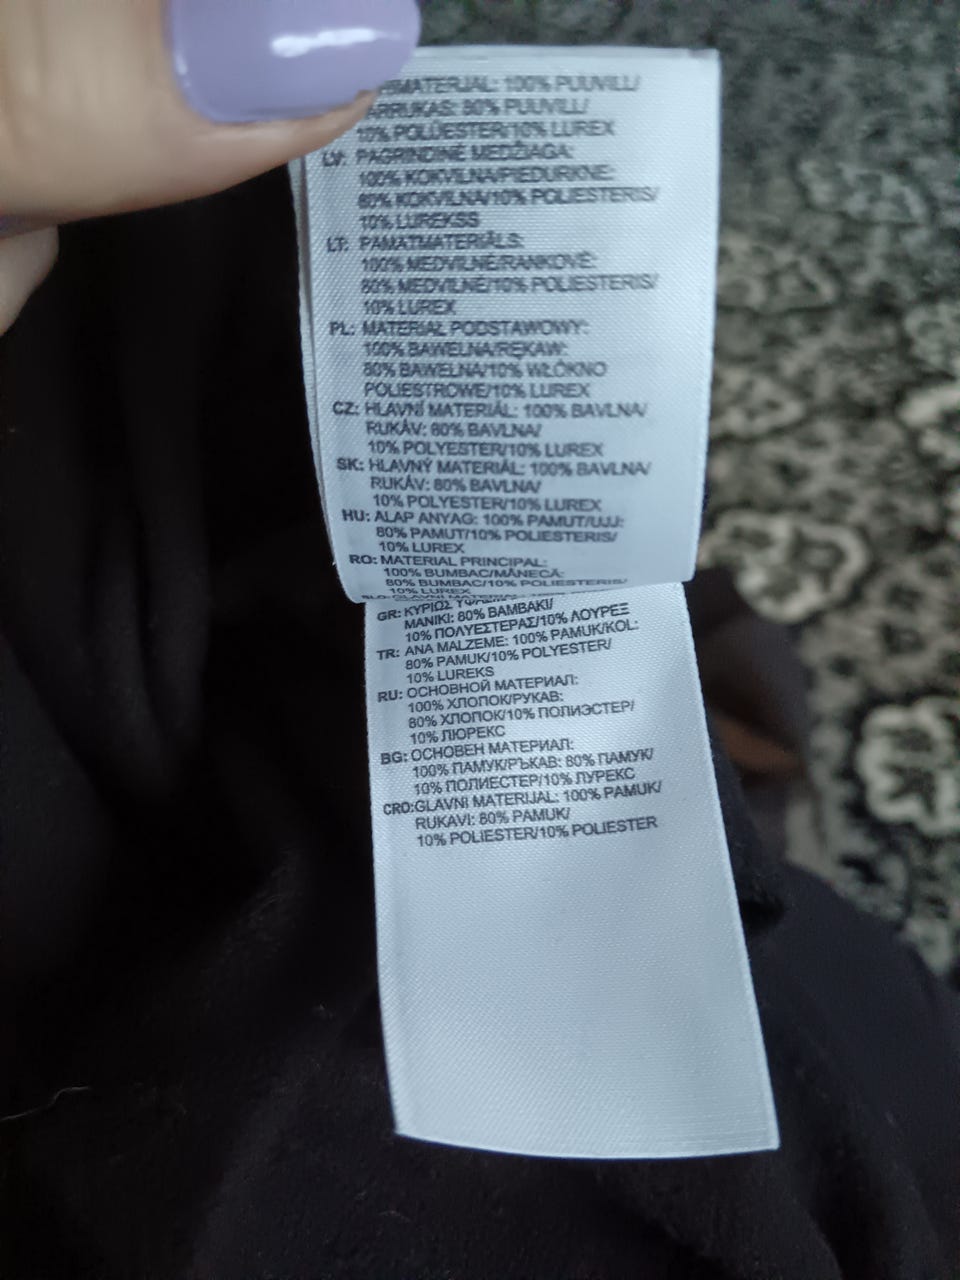 MATERJAL: 100% PUUVILL/
ARRUKAS: 80% PUUVILL/
10% POLÜESTER/10% LUREX
LV: PAGRINDINĖ MEDŽIAGA:
100% KOKVILNA/PIEDURKNE:
80% KOKVILNA/10% POLIESTERIS/
10% LUREKSS
LT: PAMATMATERIĀLS:
100% MEDVILNĖ/RANKOVĖ:
80% MEDVILNĖ/10% POLIESTERIS/
10% LUREX
PL: MATERIAŁ PODSTAWOWY:
100% BAWEŁNA/RĘKAW:
80% BAWEŁNA/10% WŁÓKNO
POLIESTROWE/10% LUREX
CZ: HLAVNÍ MATERIÁL: 100% BAVLNA/
RUKÁV: 80% BAVLNA/
10% POLYESTER/10% LUREX
SK: HLAVNÝ MATERIÁL: 100% BAVLNA/
RUKÁV: 80% BAVLNA/
10% POLYESTER/10% LUREX
HU: ALAP ANYAG: 100% PAMUT/UJJ:
80% PAMUT/10% POLIESTERIS/
10% LUREX
RO: MATERIAL PRINCIPAL:
100% BUMBAC/MÂNECĂ:
80% BUMBAC/10% POLIESTERIS/
10% LUREX
GR: ΚΥΡΙΩΣ
MANIKI: 80% BAMBAKI/
10% ΠΟΛΥΕΣΤΕΡΑΣ/10% ΛΟΥΡΕΞ
TR: ANA MALZEME: 100% PAMUK/KOL:
80% PAMUK/10% POLYESTER/
10% LUREKS
RU: ОСНОВНОЙ МАТЕРИАЛ:
100% ХЛОПОК/РУКАВ:
80% ХЛОПОК/10% ПОЛИЭСТЕР/
10% ЛЮРЕКС
BG: ОСНОВЕН МАТЕРИАЛ:
100% ПАМУК/РЪКАВ: 80% ПАМУК/
10% ПОЛИЕСТЕР/10% ЛУРЕКС
CRO:GLAVNI MATERIJAL: 100% PAMUK/
RUKAVI: 80% PAMUK/
10% POLIESTER/10% POLIESTER